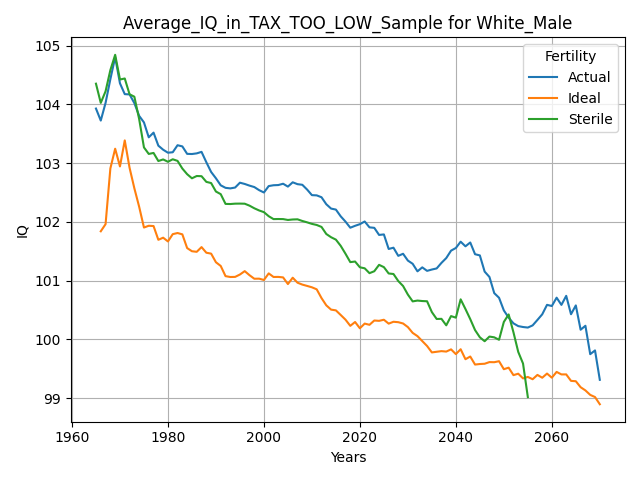 Average_IQ_in_TAX_TOO_LOW_Sample for White_Male
Fertility
Actual
Ideal
Sterile
105
104
103
102
101
100
99
IQ
1960
1980
2000
2020
2040
2060
Years